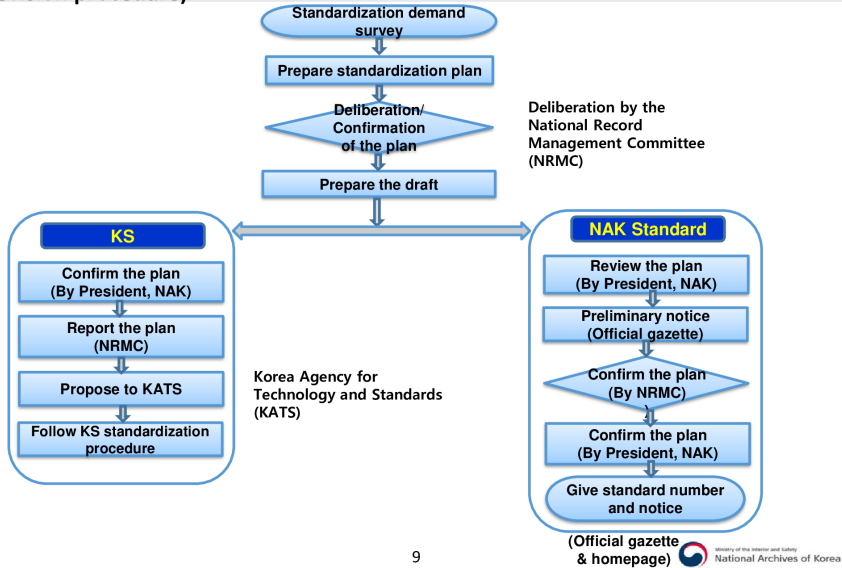 Standardization demand
survey
Prepare standardization plan
Deliberation/
Confirmation
of the plan
Deliberation by the
National Record
Management Committee
(NRMC)
Prepare the draft
KS
Confirm the plan
(By President, NAK)
Report the plan
(NRMC)
Propose to KATS
Follow KS standardization
procedure
Korea Agency for
Technology and Standards
(KATS)
NAK Standard
Review the plan
(By President, NAK)
Preliminary notice
(Official gazette)
Confirm the plan
(By NRMC)
)
Confirm the plan
(By President, NAK)
Give standard number
and notice
(Official gazette
& homepage)
9
Ministry of the Interior and Safety
National Archives of Korea